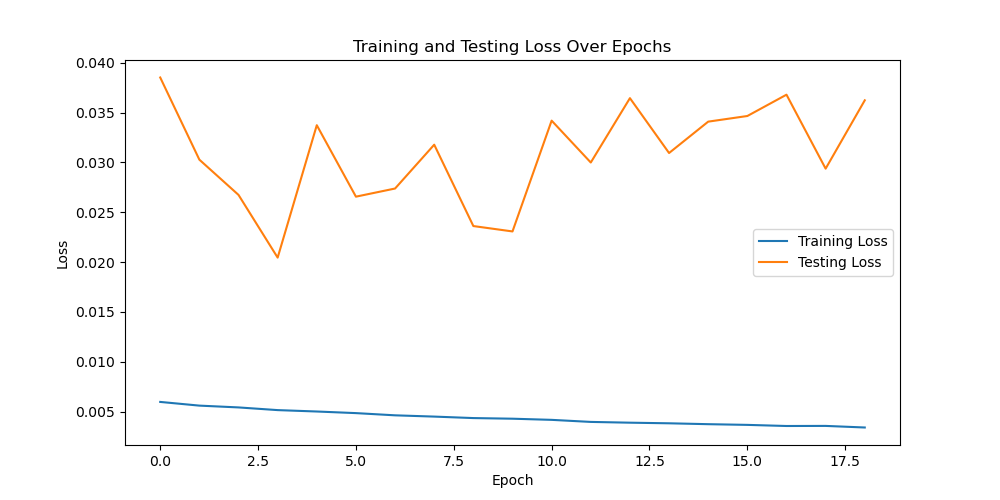 Training and Testing Loss Over Epochs
0.040
0.035
0.030
0.025
0.020
0.015
0.010
0.005
Loss
Training Loss
Testing Loss
0.0 2.5 5.0 7.5 10.0 12.5 15.0 17.5
Epoch